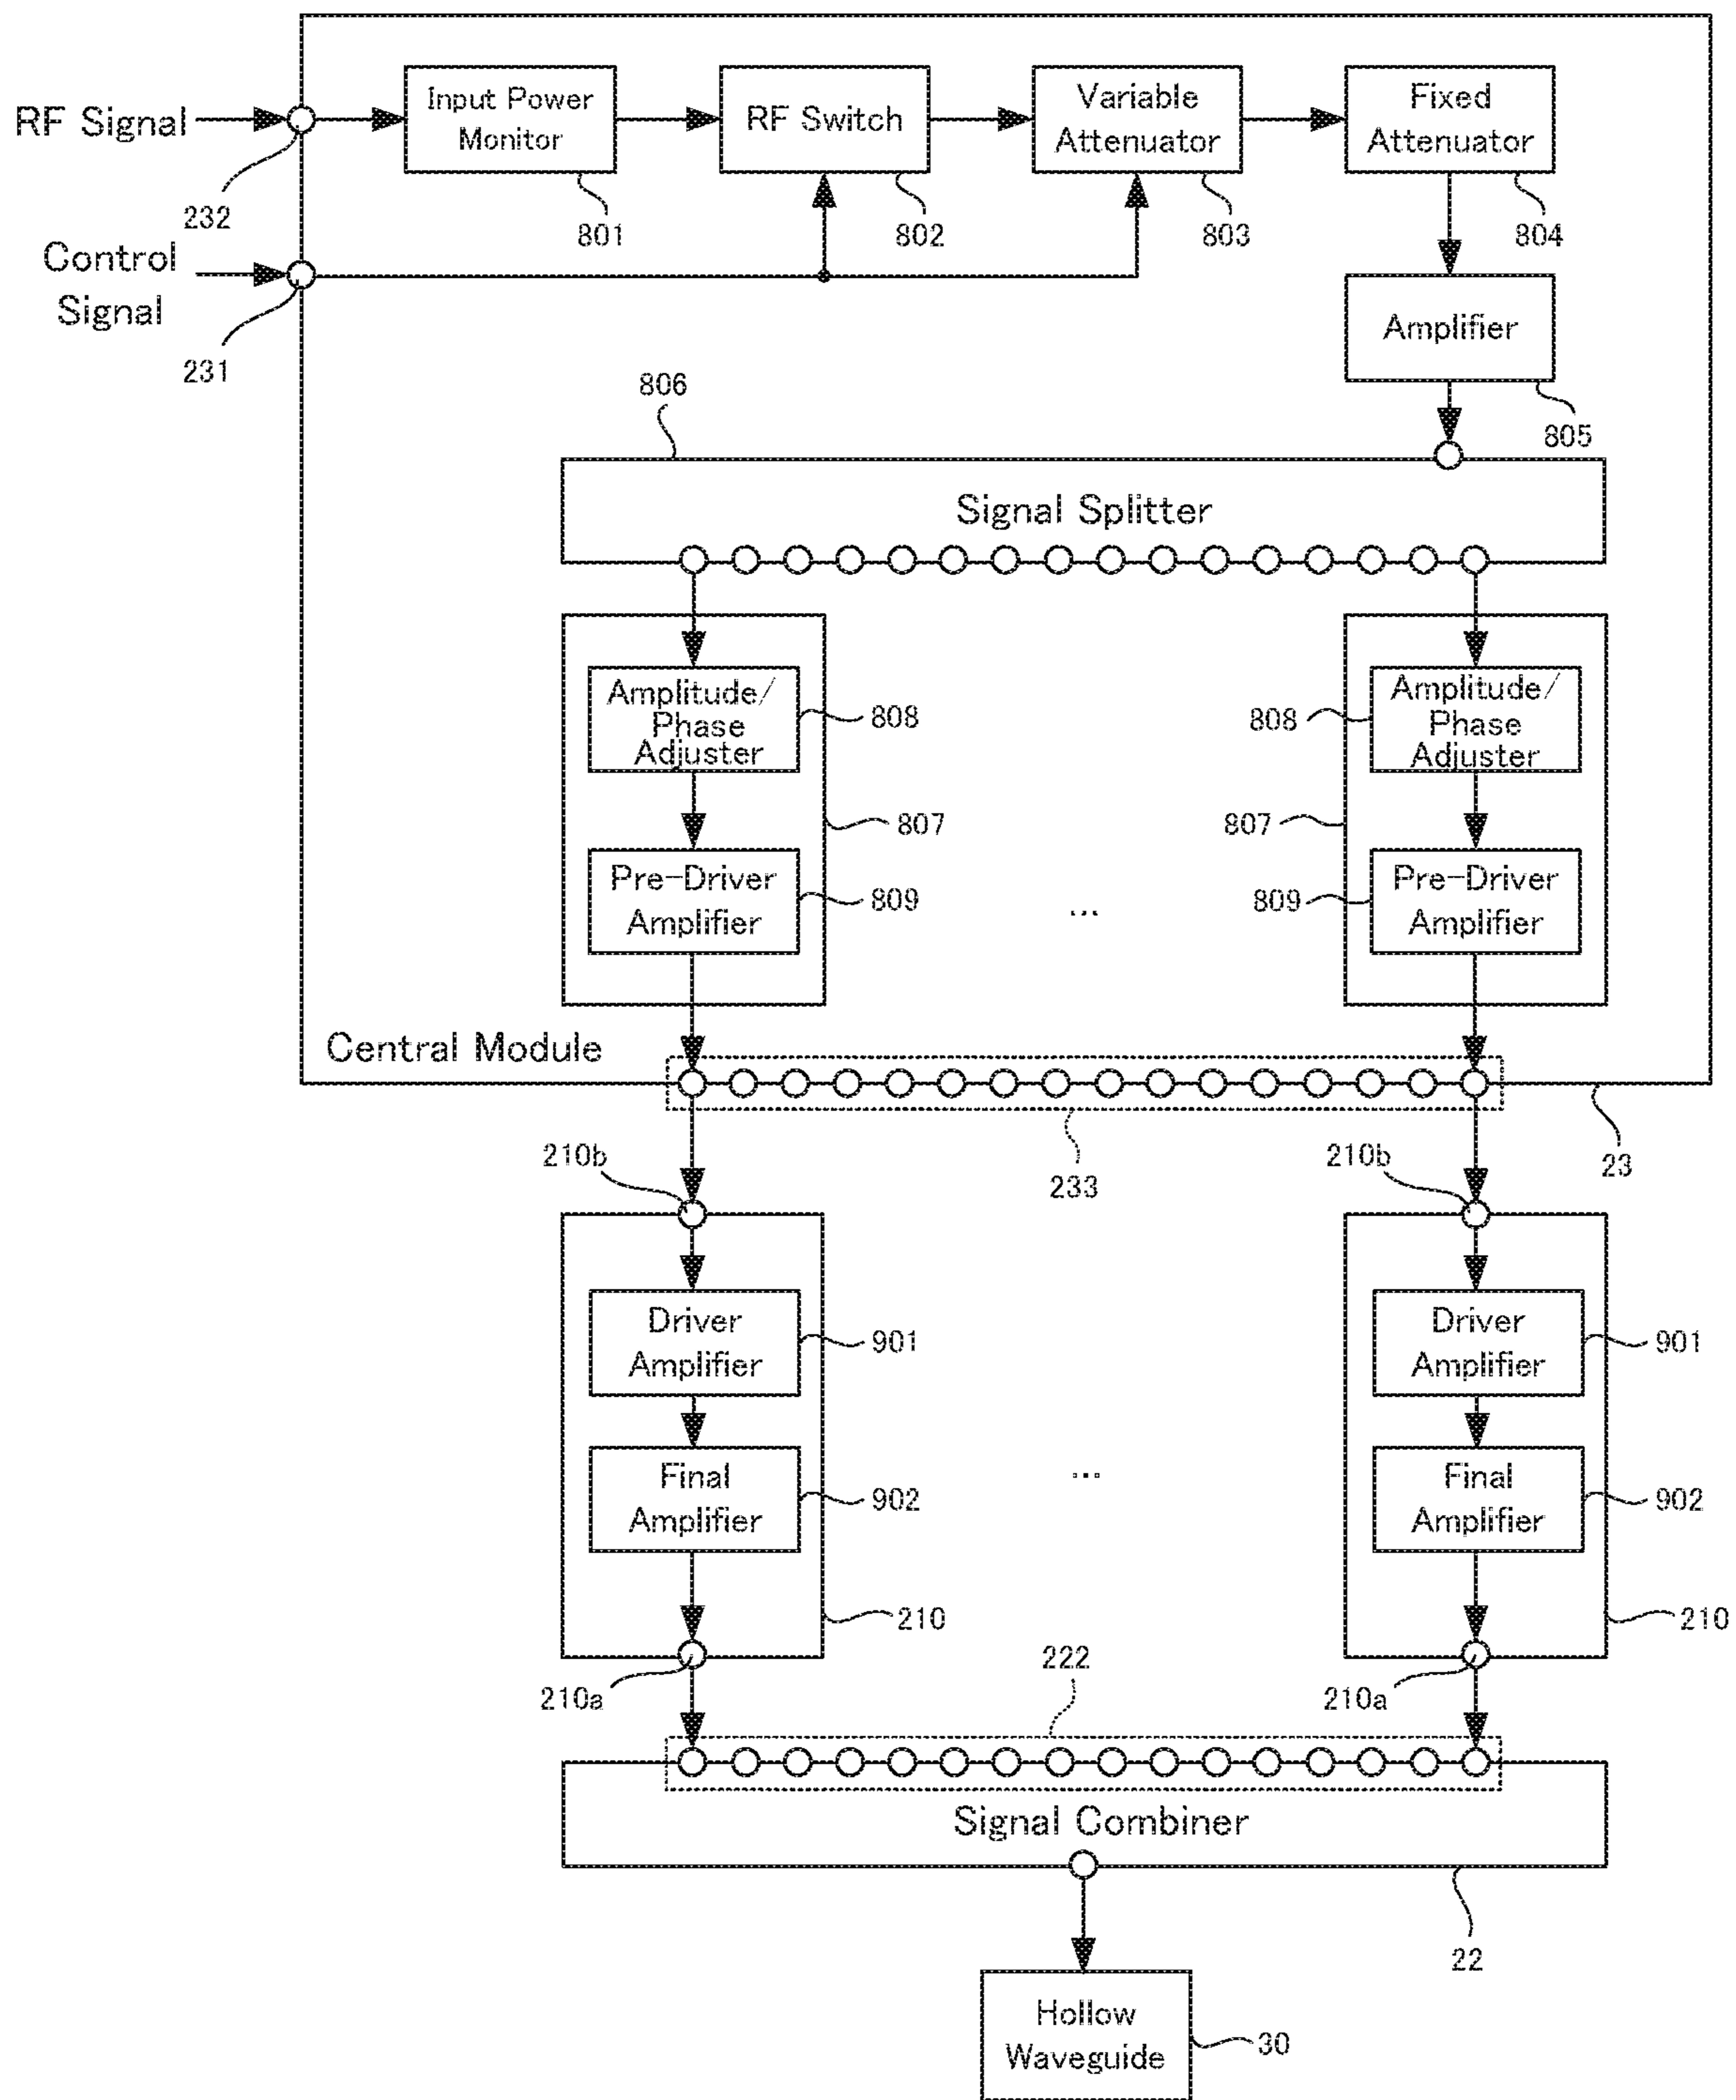 RF Signal
232
Input Power
Monitor
801
RF Switch
802
Variable
Attenuator
803
Fixed
Attenuator
804
Control
Signal
231
Amplifier
805
806
Signal Splitter
Amplitude/
Phase
Adjuster
808
808
Amplitude/
Phase
Adjuster
807
807
Pre-Driver
Amplifier
809
...
809
Pre-Driver
Amplifier
Central Module
233
23
210b
210b
Driver
Amplifier
901
Driver
Amplifier
901
Final
Amplifier
902
...
Final
Amplifier
902
210
210
210a
222
210a
Signal Combiner
22
Hollow
Waveguide
30